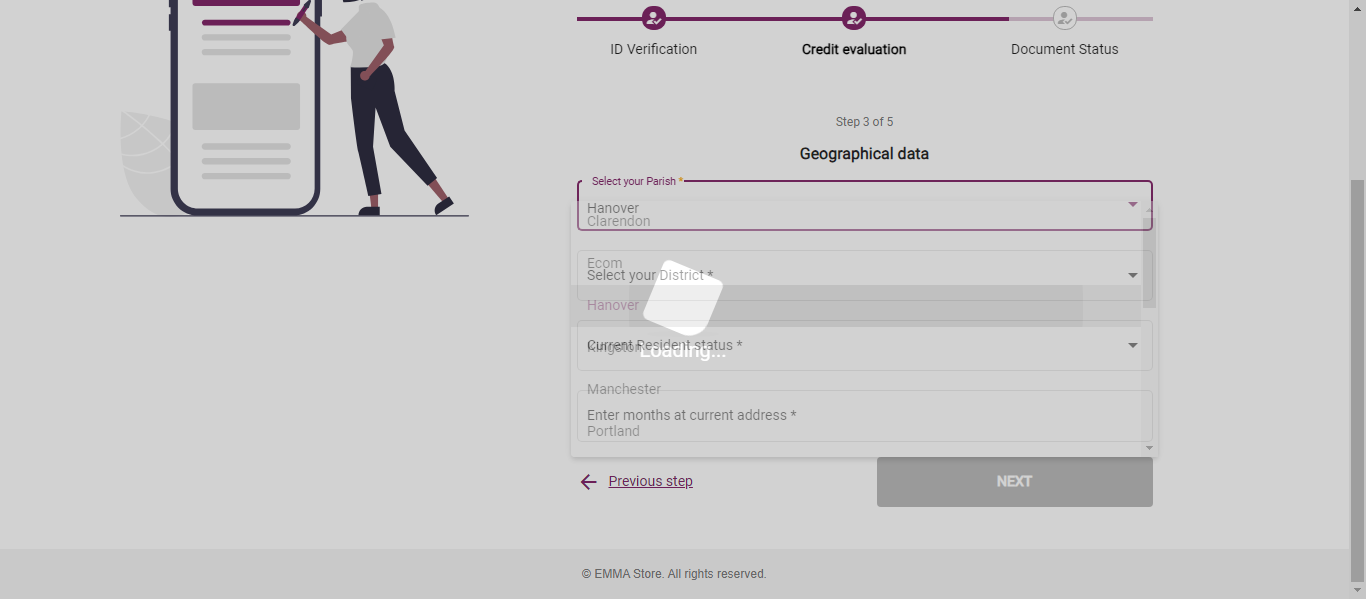 ID Verification
Credit evaluation
Document Status
Step 3 of 5
Geographical data
Select your Parish *
Hanover
Clarendon
Ecom
Select your District *
Hanover
Current Resident status *
Kingston
Loading...
Manchester
Enter months at current address *
Portland
Previous step
NEXT
© EMMA Store. All rights reserved.